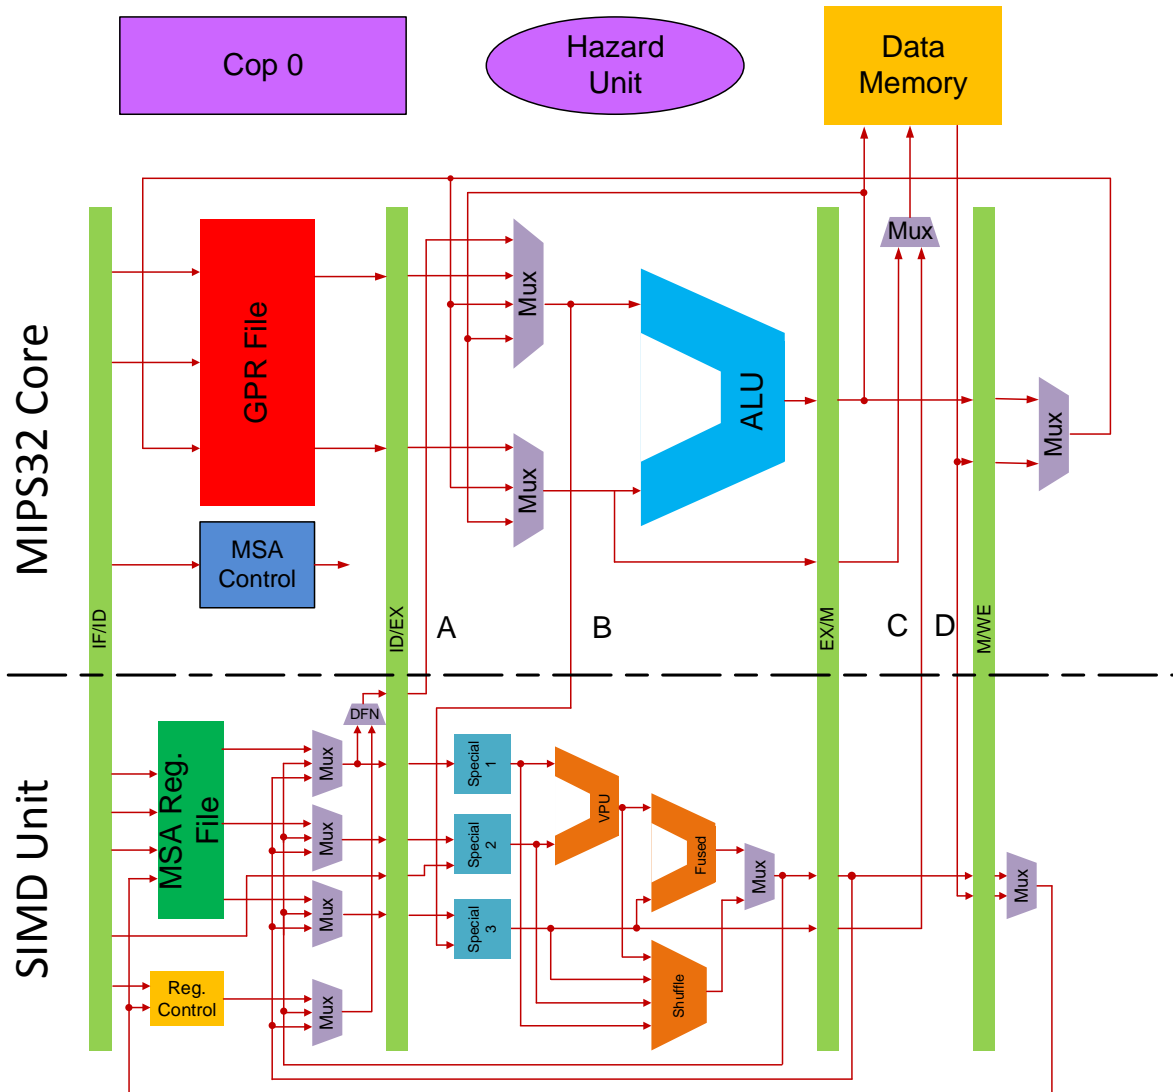 Cop 0
Hazard
Unit
Data
Memory
MIPS32 Core
IF/ID
GPR File
MSA
Control
ID/EX
Mux
Mux
ALU
EX/M
Mux
M/WE
Mux
A
B
C
D
SIMD Unit
MSA Reg.
File
Reg.
Control
DFN
Mux
Mux
Mux
Mux
Special
1
Special
2
Special
3
VPU
Fused
Shuffle
Mux
Mux